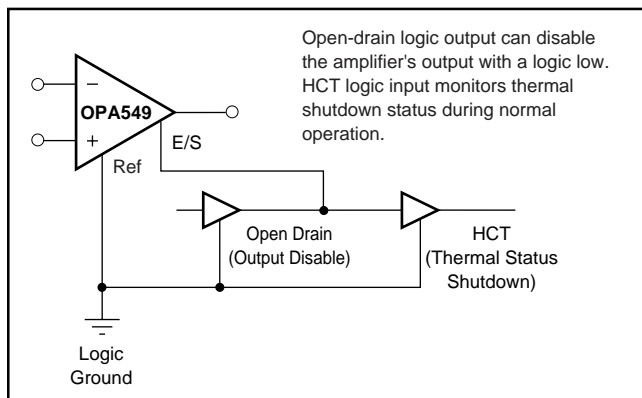 Open-drain logic output can disable
the amplifier's output with a logic low.
HCT logic input monitors thermal
shutdown status during normal
operation.
–
OPA549
+
E/S
Ref
Open Drain
(Output Disable)
HCT
(Thermal Status
Shutdown)
Logic
Ground